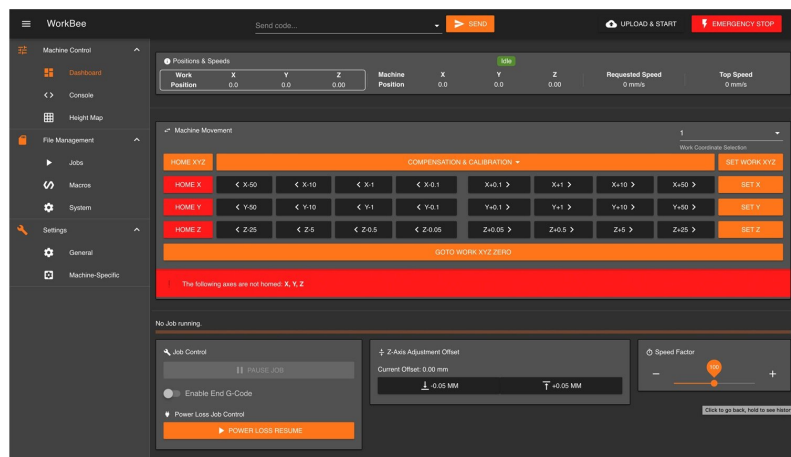 WorkBee
Send code...
SEND
UPLOAD & START
EMERGENCY STOP
Machine Control
Dashboard
Console
Height Map
File Management
Jobs
Macros
System
Settings
General
Machine-Specific
Positions & Speeds
Idle
Work Position X 0.0 Y 0.0 Z 0.00
Machine Position X 0.0 Y 0.0 Z 0.00
Requested Speed 0 mm/s
Top Speed 0 mm/s
Machine Movement
1
Work Coordinate Selection
HOME XYZ COMPENSATION & CALIBRATION SET WORK XYZ
HOME X X-50 X-10 X-1 X-0.1 X+0.1 X+1 X+10 X+50 SET X
HOME Y Y-50 Y-10 Y-1 Y-0.1 Y+0.1 Y+1 Y+10 Y+50 SET Y
HOME Z Z-25 Z-5 Z-0.5 Z-0.05 Z+0.05 Z+0.5 Z+5 Z+25 SET Z
GOTO WORK XYZ ZERO
! The following axes are not homed: X, Y, Z
No Job running.
Job Control
PAUSE JOB
Enable End G-Code
Power Loss Job Control
POWER LOSS RESUME
Z-Axis Adjustment Offset
Current Offset: 0.00 mm
-0.05 MM +0.05 MM
Speed Factor
100
Click to go back, hold to see histor